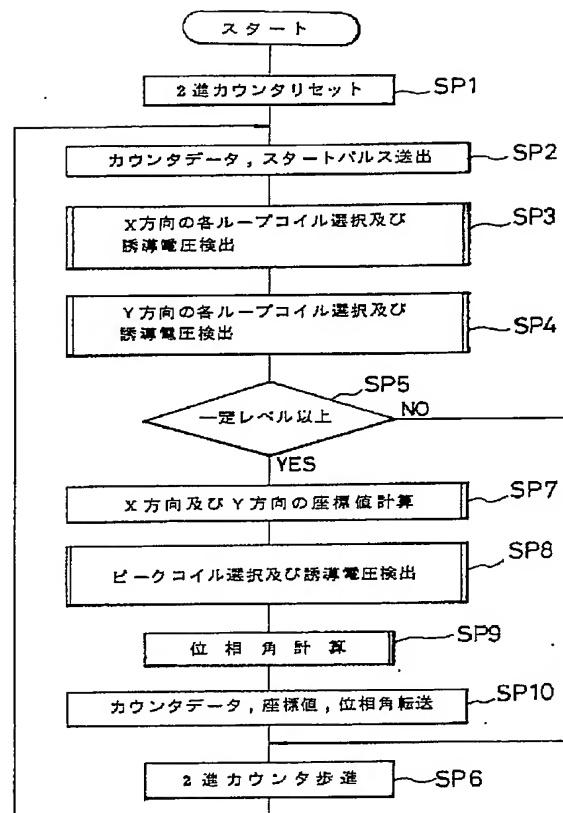 スタート
2進カウンタリセット
SP1
カウンタデータ,スタートパルス送出
SP2
X方向の各ループコイル選択及び
誘導電圧検出
SP3
Y方向の各ループコイル選択及び
誘導電圧検出
SP4
SP5
一定レベル以上
NO
YES
X方向及びY方向の座標値計算
SP7
ピークコイル選択及び誘導電圧検出
SP8
位相角計算
SP9
カウンタデータ,座標値,位相角転送
SP10
2進カウンタ歩進
SP6